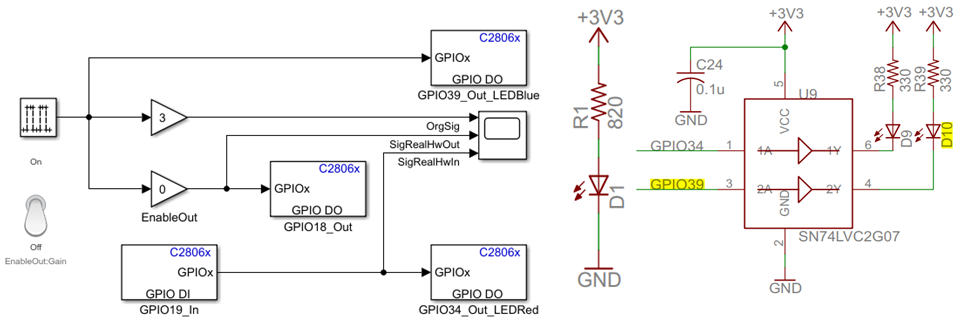 C2806x
GPIOx
GPIO DO
GPIO39_Out_LEDBlue
3
OrgSig
SigRealHwOut
SigRealHwIn
On
C2806x
0
GPIOx
EnableOut
GPIO DO
GPIO18_Out
Off
EnableOut:Gain
C2806x
GPIOx
GPIO DI
GPIO19_In
C2806x
GPIOx
GPIO DO
GPIO34_Out_LEDRed
+3V3
R1
820
D1
GND
+3V3
C24
0.1u
GND
5
U9
VCC
GPIO34
1
1A
1Y
6
GPIO39
3
2A
2Y
4
GND
2
SN74LVC2G07
GND
+3V3
+3V3
R38
330
R39
330
D9
D10